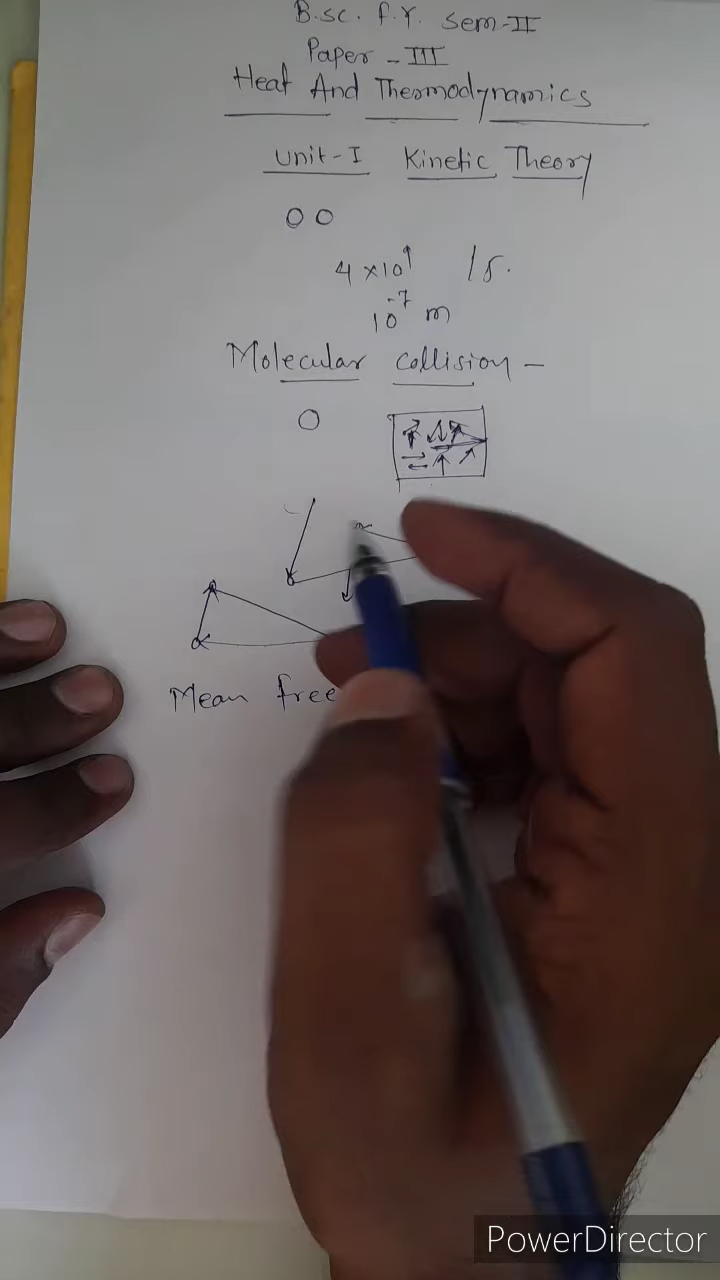 B.sc. F.Y. Sem-II
Paper - III
Heat And Thermodynamics
Unit-I Kinetic Theory
4 × 10⁹ /s.
10⁻⁷ m
Molecular Collision -
Mean free
PowerDirector